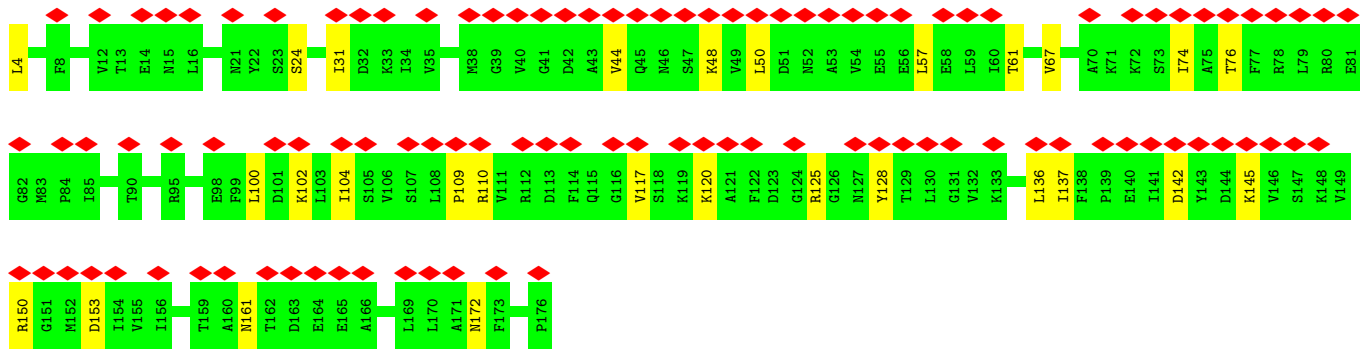 L4 F8 V12 T13 E14 N15 L16 N21 Y22 S23 S24 I31 D32 K33 I34 V35 M38 G39 V40 G41 D42 A43 V44 Q45 N46 S47 K48 V49 L50 D51 N52 A53 V54 E55 E56 L57 E58 L59 I60 T61 V67 A70 K71 K72 S73 I74 A75 T76 F77 R78 L79 R80 E81
G82 M83 P84 I85 T90 R95 E98 F99 L100 D101 K102 L103 I104 S105 V106 S107 L108 P109 R110 V111 R112 D113 F114 Q115 G116 V117 S118 K119 K120 A121 F122 D123 G124 R125 G126 N127 Y128 T129 L130 G131 V132 K133 L136 I137 F138 P139 E140 I141 D142 Y143 D144 K145 V146 S147 K148 V149
R150 G151 M152 D153 I154 V155 I156 T159 A160 N161 T162 D163 E164 E165 A166 L169 L170 A171 N172 F173 P176